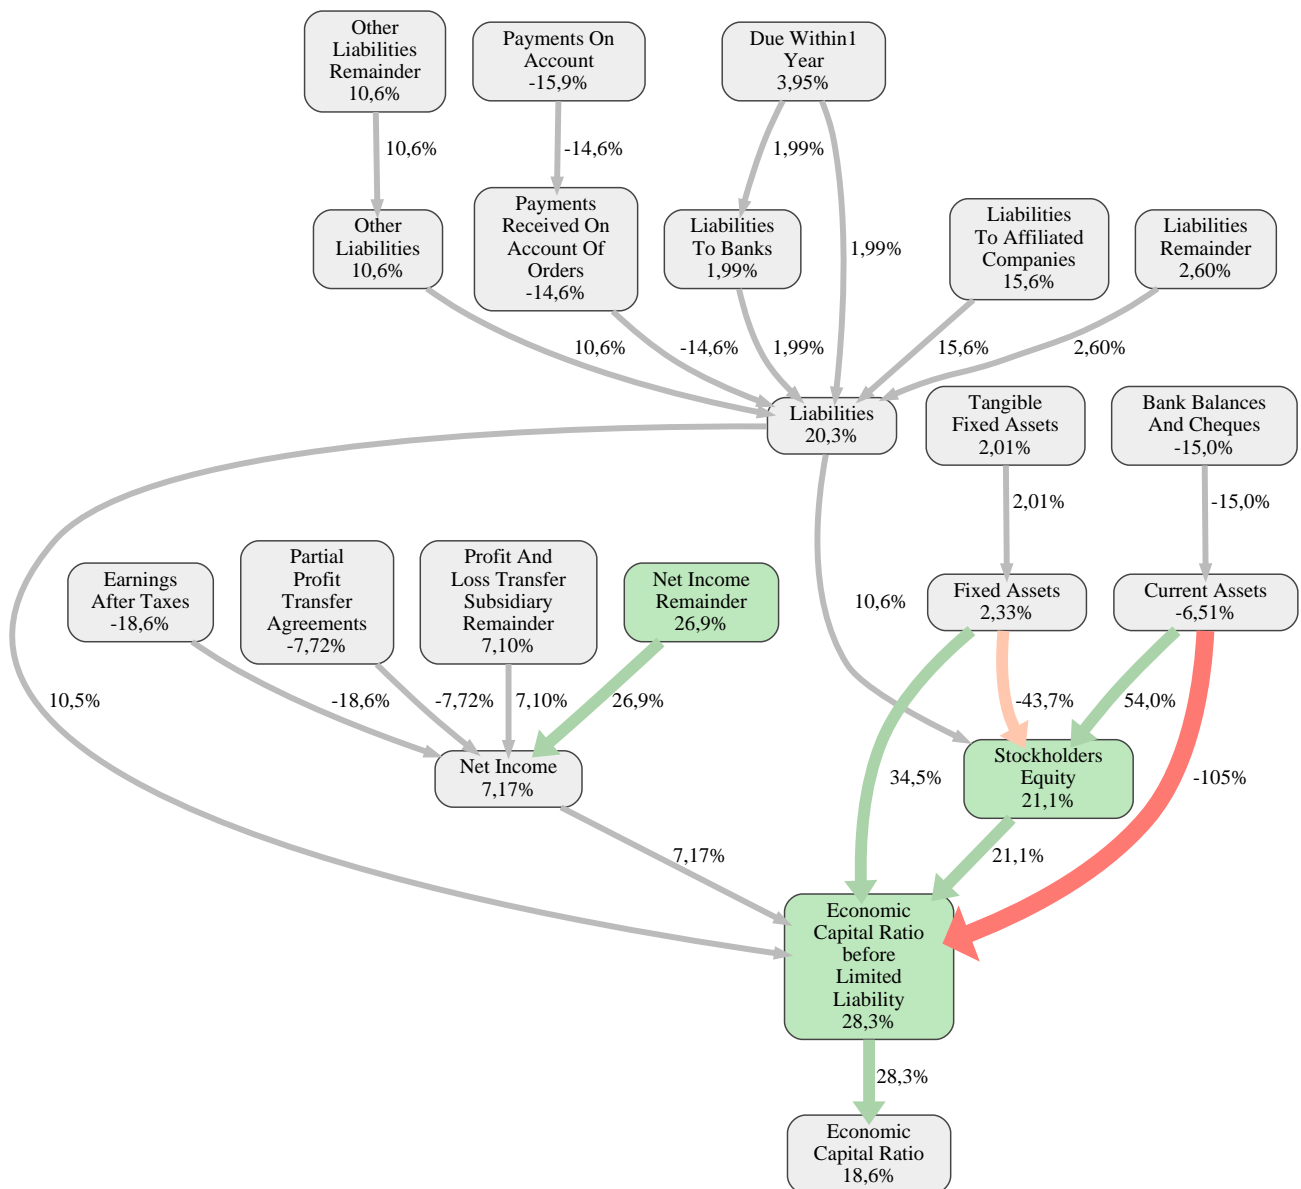 Other
Liabilities
Remainder
10,6%
Payments On
Account
-15,9%
Due Within1
Year
3,95%
10,6%
-14,6%
1,99%
Other
Liabilities
10,6%
Payments
Received On
Account Of
Orders
-14,6%
Liabilities
To Banks
1,99%
1,99%
Liabilities
To Affiliated
Companies
15,6%
Liabilities
Remainder
2,60%
10,6%
-14,6%
1,99%
15,6%
2,60%
Liabilities
20,3%
Tangible
Fixed Assets
2,01%
Bank Balances
And Cheques
-15,0%
2,01%
-15,0%
Earnings
After Taxes
-18,6%
Partial
Profit
Transfer
Agreements
-7,72%
Profit And
Loss Transfer
Subsidiary
Remainder
7,10%
Net Income
Remainder
26,9%
10,6%
Fixed Assets
2,33%
Current Assets
-6,51%
10,5%
-18,6%
-7,72%
7,10%
26,9%
-43,7%
54,0%
Net Income
7,17%
34,5%
Stockholders
Equity
21,1%
-105%
7,17%
21,1%
Economic
Capital Ratio
before
Limited
Liability
28,3%
28,3%
Economic
Capital Ratio
18,6%